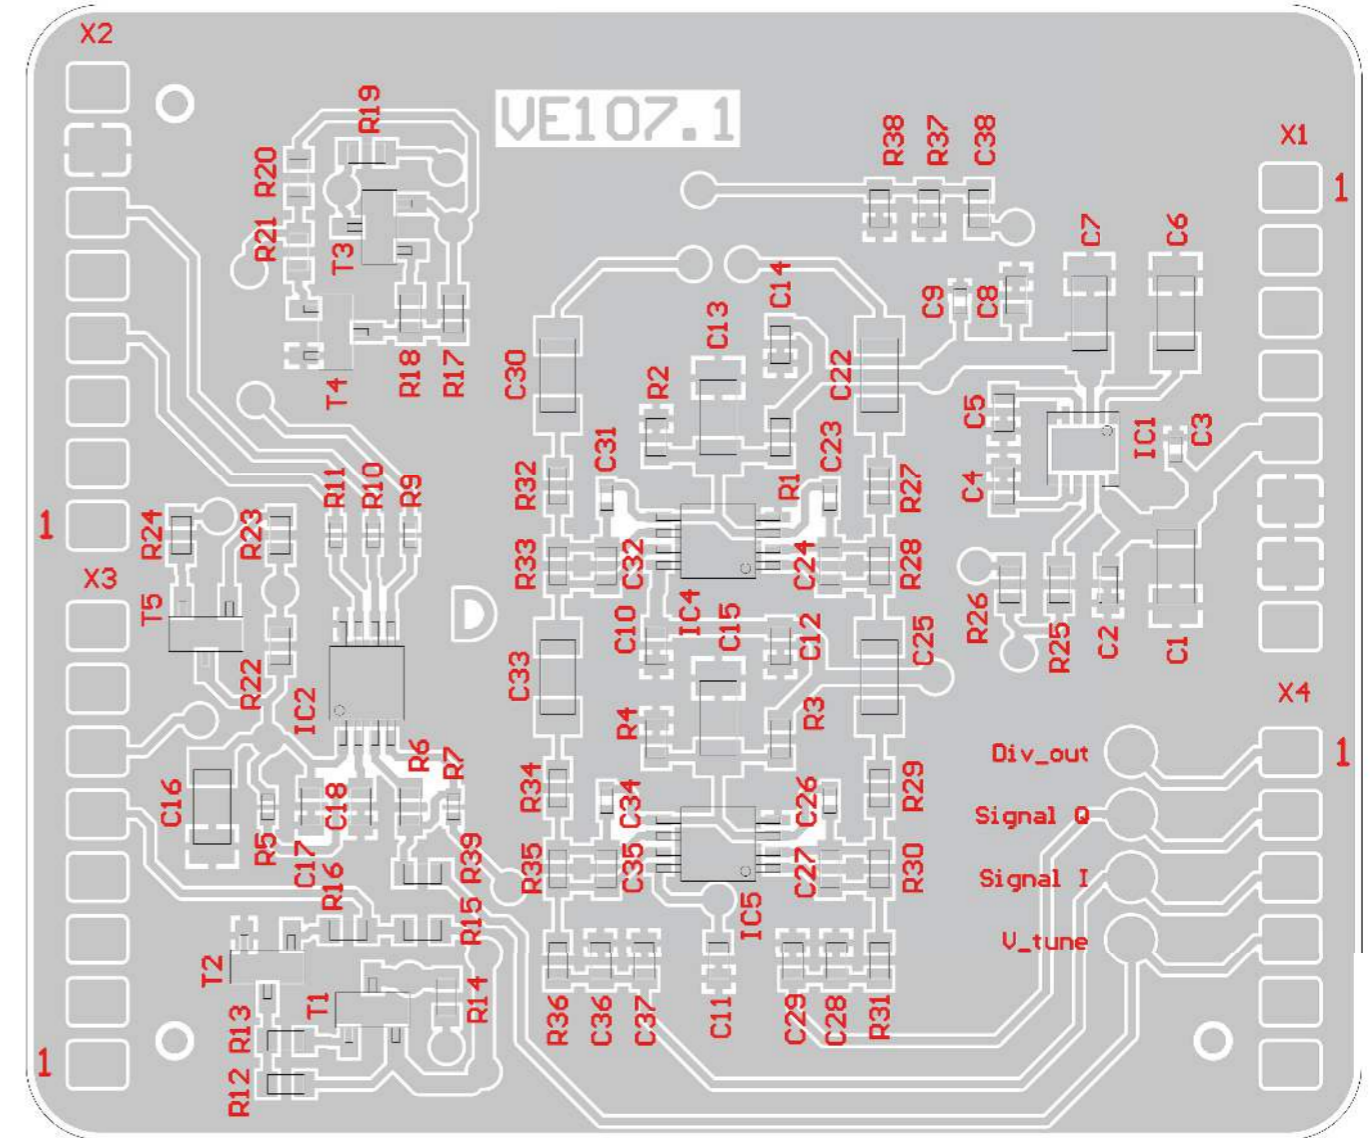 X2
VE107.1
R19
R20
R21
T3
T4
R18
R17
R38
R37
C38
X1
1
C7
C6
C9
C8
C14
C13
C30
R2
C22
C5
C4
IC1
C3
R11
R10
R9
R32
C31
C23
R1
R27
1
R24
R23
R33
C32
C24
R28
X3
T5
D
IC4
C10
C15
C12
C25
C33
R26
R25
C2
C1
R22
IC2
X4
1
R4
R3
R6
R7
Div_out
C16
R5
C17
C18
R34
C34
C26
R29
Signal Q
R16
R39
R35
C35
C27
R30
Signal I
R15
IC5
V_tune
T2
T1
R14
R13
R12
R36
C36
C37
C11
C29
C28
R31
1